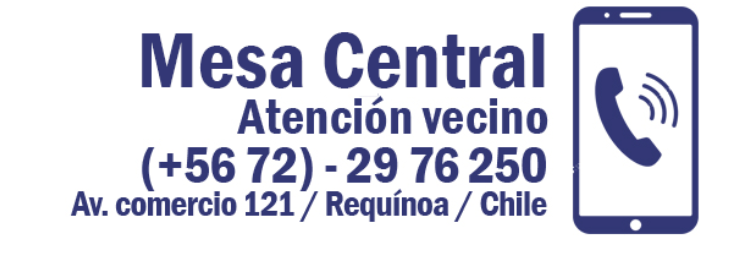 Mesa Central
Atención vecino
(+56 72) - 29 76 250
Av. comercio 121 / Requínoa / Chile